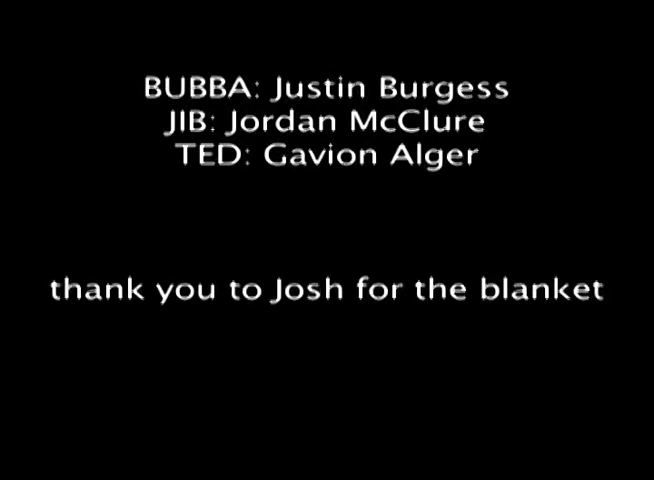 BUBBA: Justin Burgess
JIB: Jordan McClure
TED: Gavion Alger
thank you to Josh for the blanket